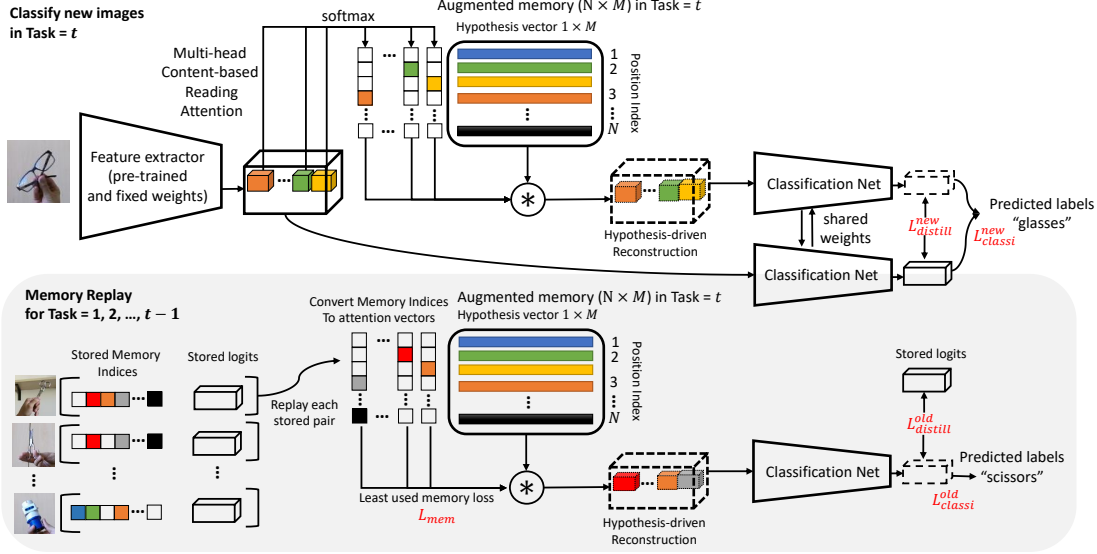 Classify new images
in Task = t
softmax
Augmented memory (N × M) in Task = t
Hypothesis vector 1 × M
Multi-head
Content-based
Reading
Attention
...
...
1
2
3
⋮
N
Position Index
Feature extractor
(pre-trained
and fixed weights)
...
*
...
Hypothesis-driven
Reconstruction
Classification Net
shared
weights
Classification Net
L_distill^new
L_classi^new
Predicted labels
“glasses”
Memory Replay
for Task = 1, 2, …, t − 1
Stored Memory
Indices
Stored logits
Replay each
stored pair
Convert Memory Indices
To attention vectors
Augmented memory (N × M) in Task = t
Hypothesis vector 1 × M
1
2
3
⋮
N
Position Index
Least used memory loss
L_mem
*
...
Hypothesis-driven
Reconstruction
Classification Net
Stored logits
L_distill^old
Predicted labels
“scissors”
L_classi^old